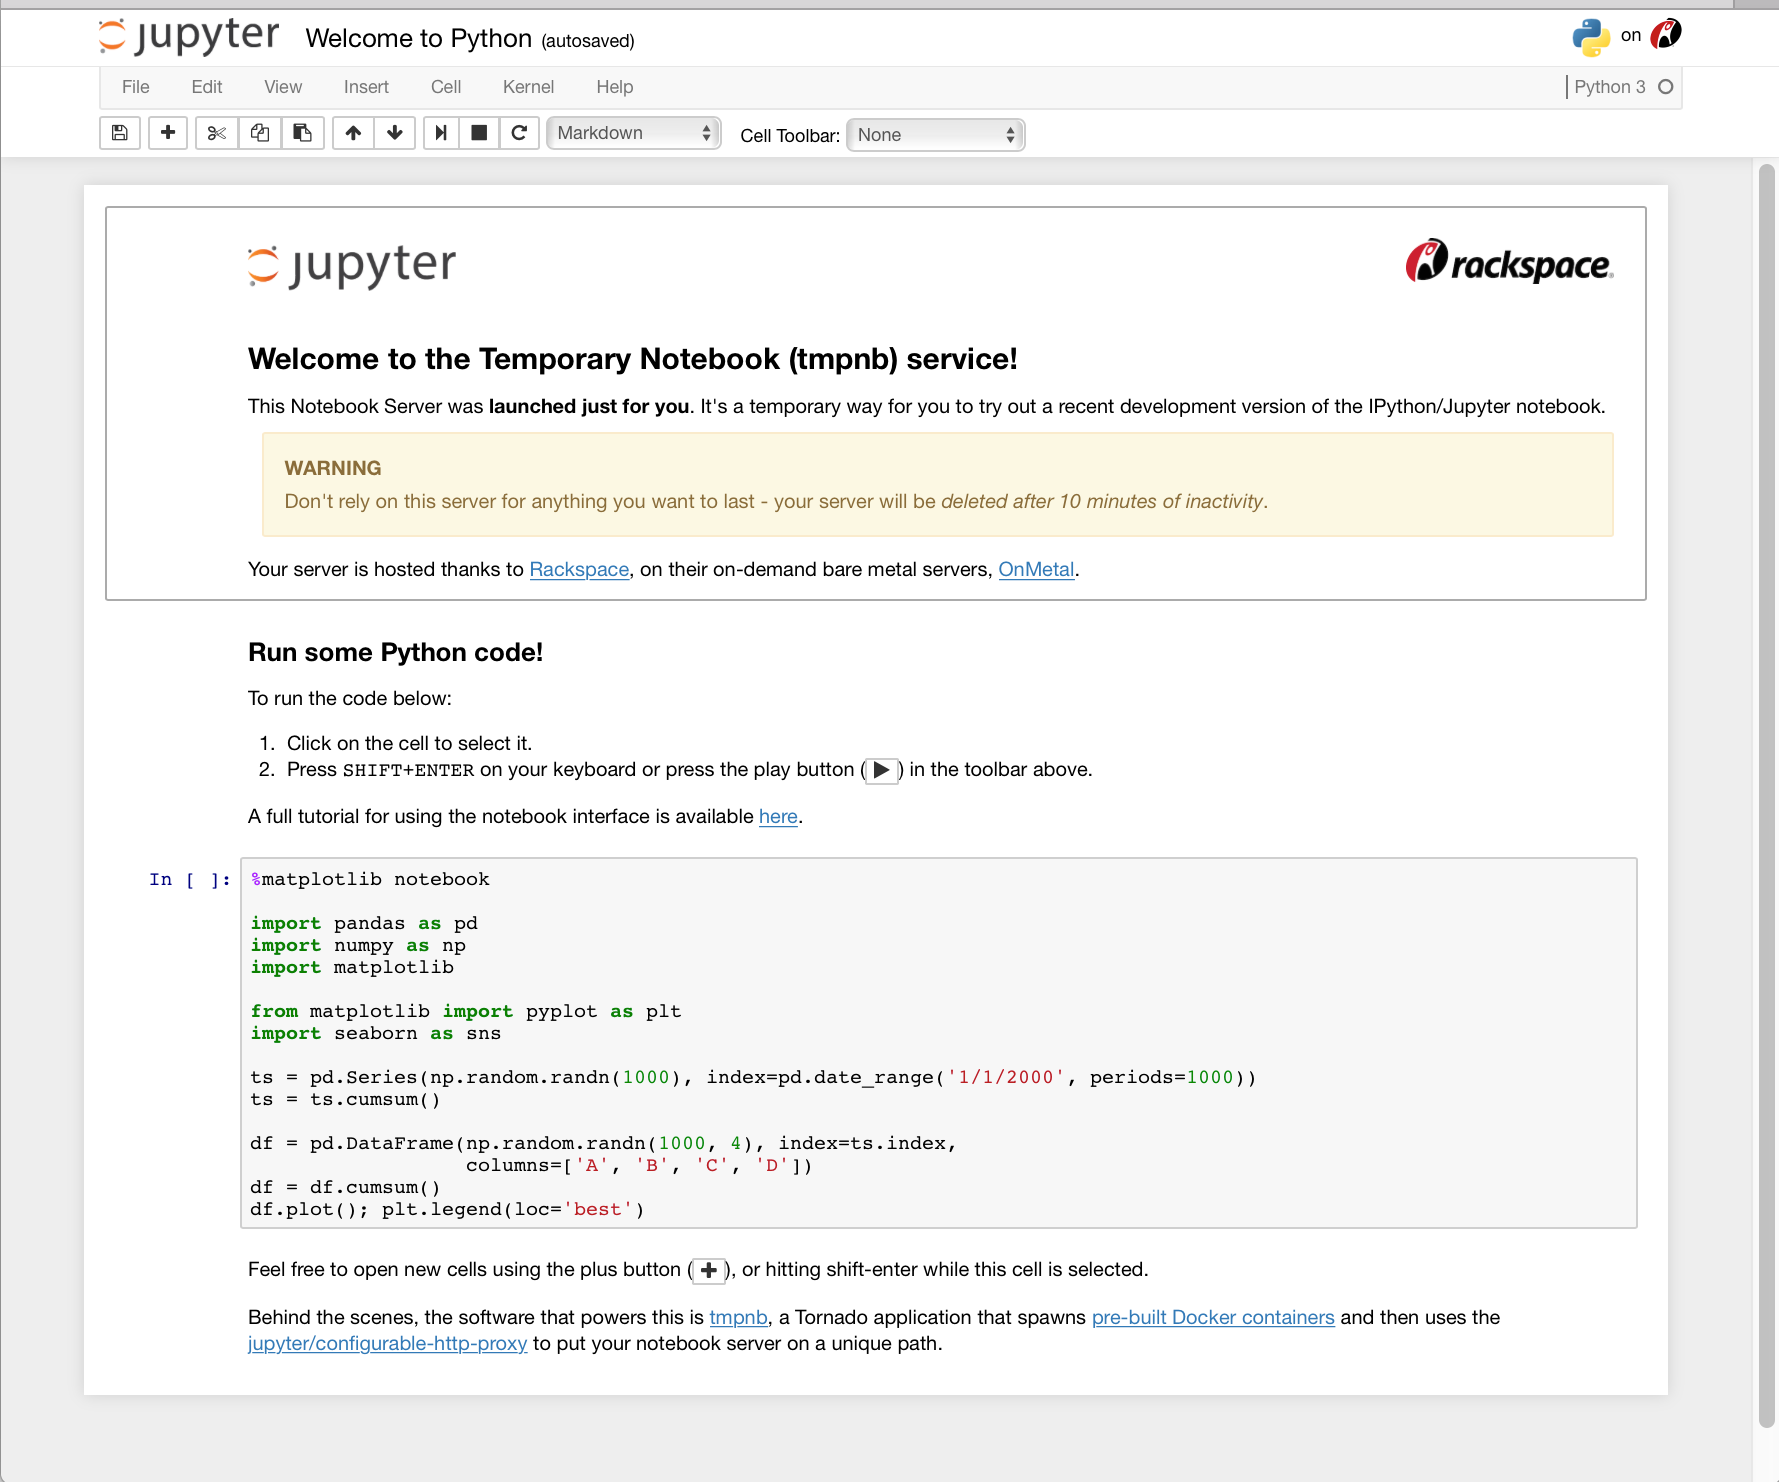 jupyter Welcome to Python (autosaved) on
File Edit View Insert Cell Kernel Help Python 3
Markdown Cell Toolbar: None
jupyter rackspace
Welcome to the Temporary Notebook (tmpnb) service!
This Notebook Server was launched just for you. It's a temporary way for you to try out a recent development version of the IPython/Jupyter notebook.
WARNING
Don't rely on this server for anything you want to last - your server will be deleted after 10 minutes of inactivity.
Your server is hosted thanks to Rackspace, on their on-demand bare metal servers, OnMetal.
Run some Python code!
To run the code below:
1. Click on the cell to select it.
2. Press SHIFT+ENTER on your keyboard or press the play button (▶) in the toolbar above.
A full tutorial for using the notebook interface is available here.
In [ ]: %matplotlib notebook
import pandas as pd
import numpy as np
import matplotlib
from matplotlib import pyplot as plt
import seaborn as sns
ts = pd.Series(np.random.randn(1000), index=pd.date_range('1/1/2000', periods=1000))
ts = ts.cumsum()
df = pd.DataFrame(np.random.randn(1000, 4), index=ts.index,
columns=['A', 'B', 'C', 'D'])
df = df.cumsum()
df.plot(); plt.legend(loc='best')
Feel free to open new cells using the plus button (+), or hitting shift-enter while this cell is selected.
Behind the scenes, the software that powers this is tmpnb, a Tornado application that spawns pre-built Docker containers and then uses the
jupyter/configurable-http-proxy to put your notebook server on a unique path.